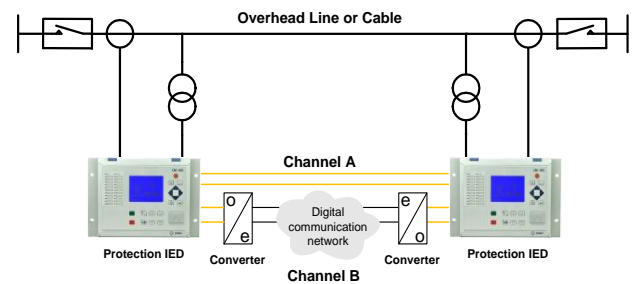 Overhead Line or Cable
Channel A
o
e
Digital
communication
network
e
o
Protection IED
Converter
Converter
Protection IED
Channel B